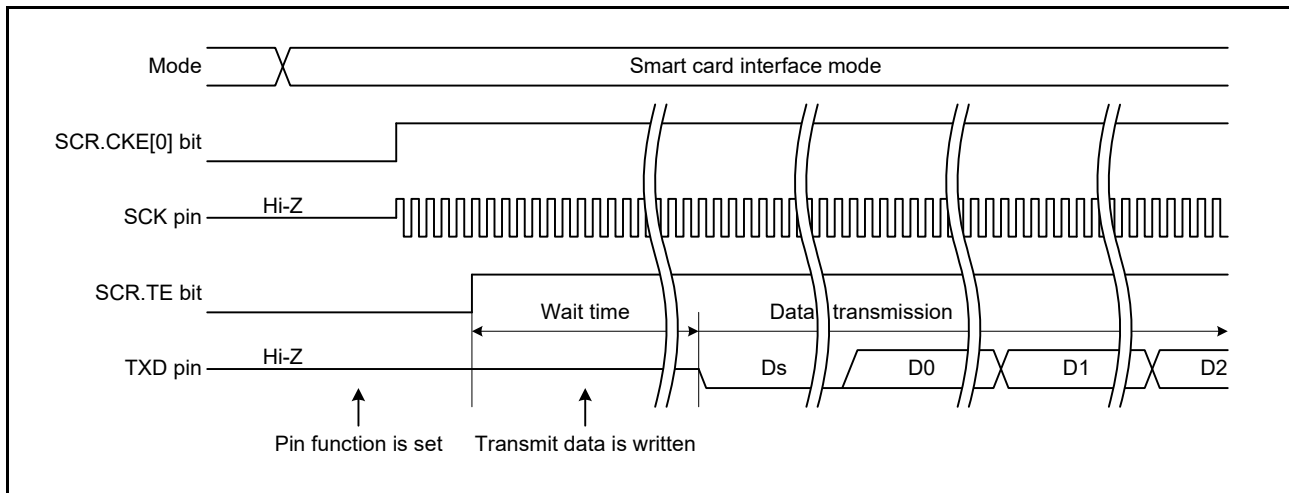 Mode
Smart card interface mode
SCR.CKE[0] bit
SCK pin
Hi-Z
SCR.TE bit
Wait time
Data transmission
TXD pin
Hi-Z
Ds
D0
D1
D2
Pin function is set
Transmit data is written